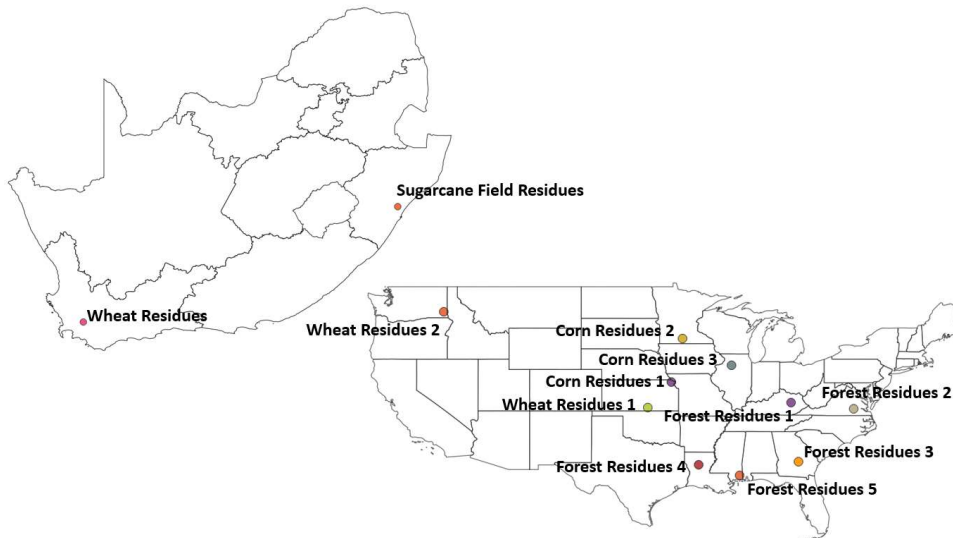 Sugarcane Field Residues
Wheat Residues
Wheat Residues 2
Corn Residues 2
Corn Residues 3
Corn Residues 1
Forest Residues 2
Wheat Residues 1
Forest Residues 1
Forest Residues 3
Forest Residues 4
Forest Residues 5